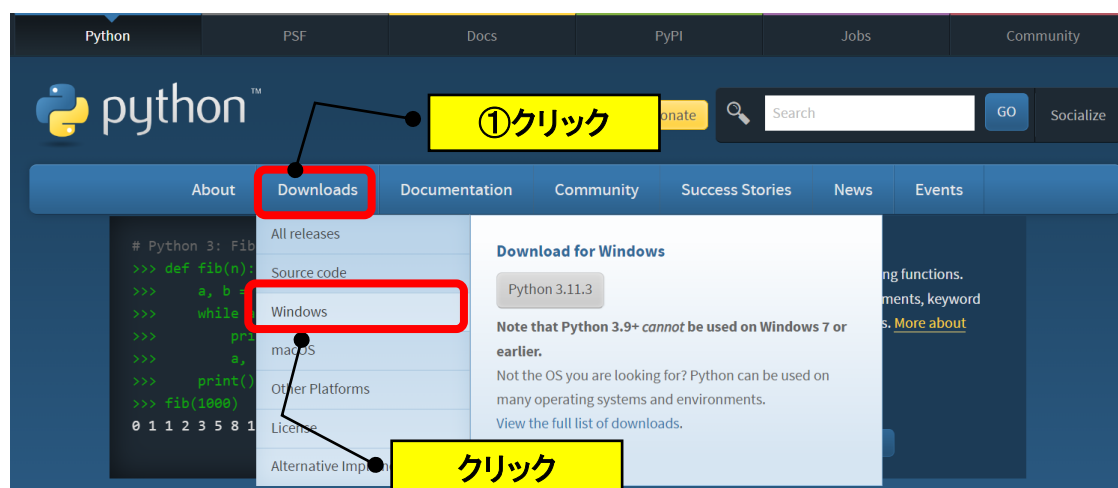 Python PSF Docs PyPI Jobs Community
python™
①クリック
onate
Search
GO
Socialize
About Downloads Documentation Community Success Stories News Events
All releases
Source code
Windows
macOS
Other Platforms
License
Alternative
# Python 3: Fib
>>> def fib(n):
>>> a, b =
>>> while
>>> pri
>>> a,
>>> print()
>>> fib(1000)
0 1 1 2 3 5 8 1
Download for Windows
Python 3.11.3
Note that Python 3.9+ cannot be used on Windows 7 or
earlier.
Not the OS you are looking for? Python can be used on
many operating systems and environments.
View the full list of downloads.
ng functions.
ments, keyword
s. More about
クリック